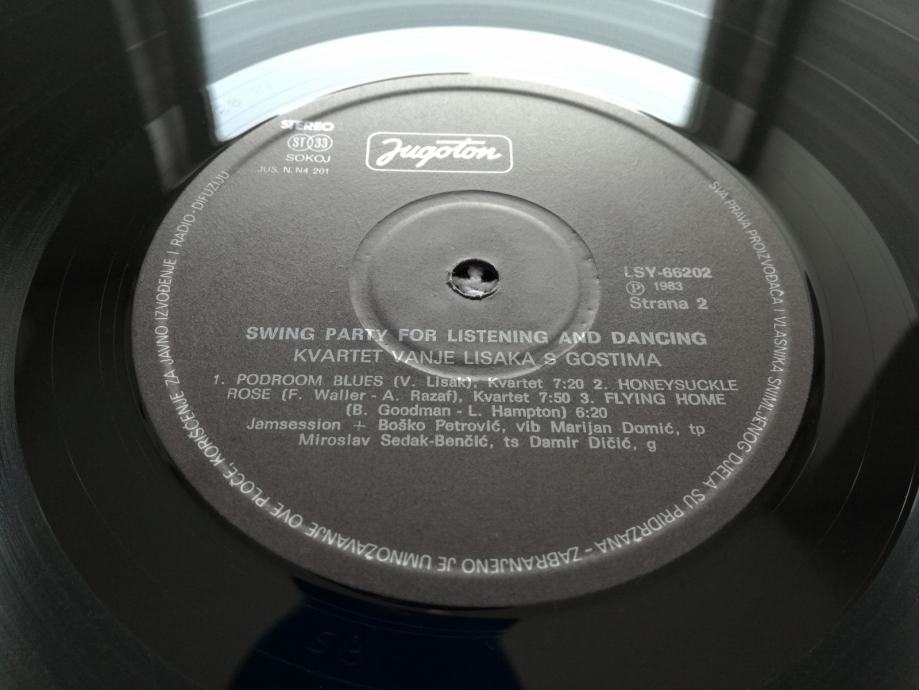 STEREO
ST 33
SOKOJ
JUS. N. N4 201
Jugoton
LSY-66202
Ⓟ 1983
Strana 2
SWING PARTY FOR LISTENING AND DANCING
KVARTET VANJE LISAKA s GOSTIMA
1. PODROOM BLUES (V. Lisak), Kvartet 7:20 2. HONEYSUCKLE
ROSE (F. Waller - A. Razaf), Kvartet 7:50 3. FLYING HOME
(B. Goodman - L. Hampton) 6:20
Jamsession + Boško Petrović, vib Marijan Domić, tp
Miroslav Sedak-Benčić, ts Damir Dičić, g
SVA PRAVA PROIZVOĐAČA I VLASNIKA SNIMLJENOG DJELA SU PRIDRŽANA - ZABRANJENO JE UMNOŽAVANJE OVE PLOČE, KORIŠĆENJE ZA JAVNO IZVOĐENJE I RADIO-DIFUZIJU